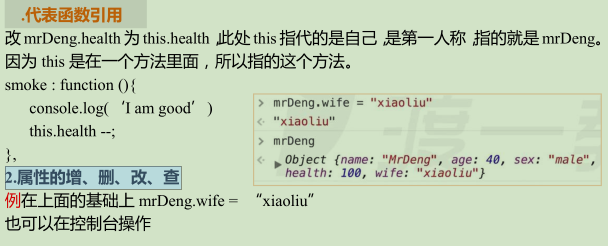 .代表函数引用
改 mrDeng.health 为 this.health ,此处 this 指代的是自己 ,是第一人称 ,指的就是 mrDeng。
因为 this 是在一个方法里面，所以指的这个方法。
smoke : function (){
console.log(‘I am good’)
this.health --;
},
> mrDeng.wife = "xiaoliu"
< "xiaoliu"
> mrDeng
< ▶ Object {name: "MrDeng", age: 40, sex: "male",
health: 100, wife: "xiaoliu"}
2.属性的增、删、改、查
例在上面的基础上 mrDeng.wife = “xiaoliu”
也可以在控制台操作